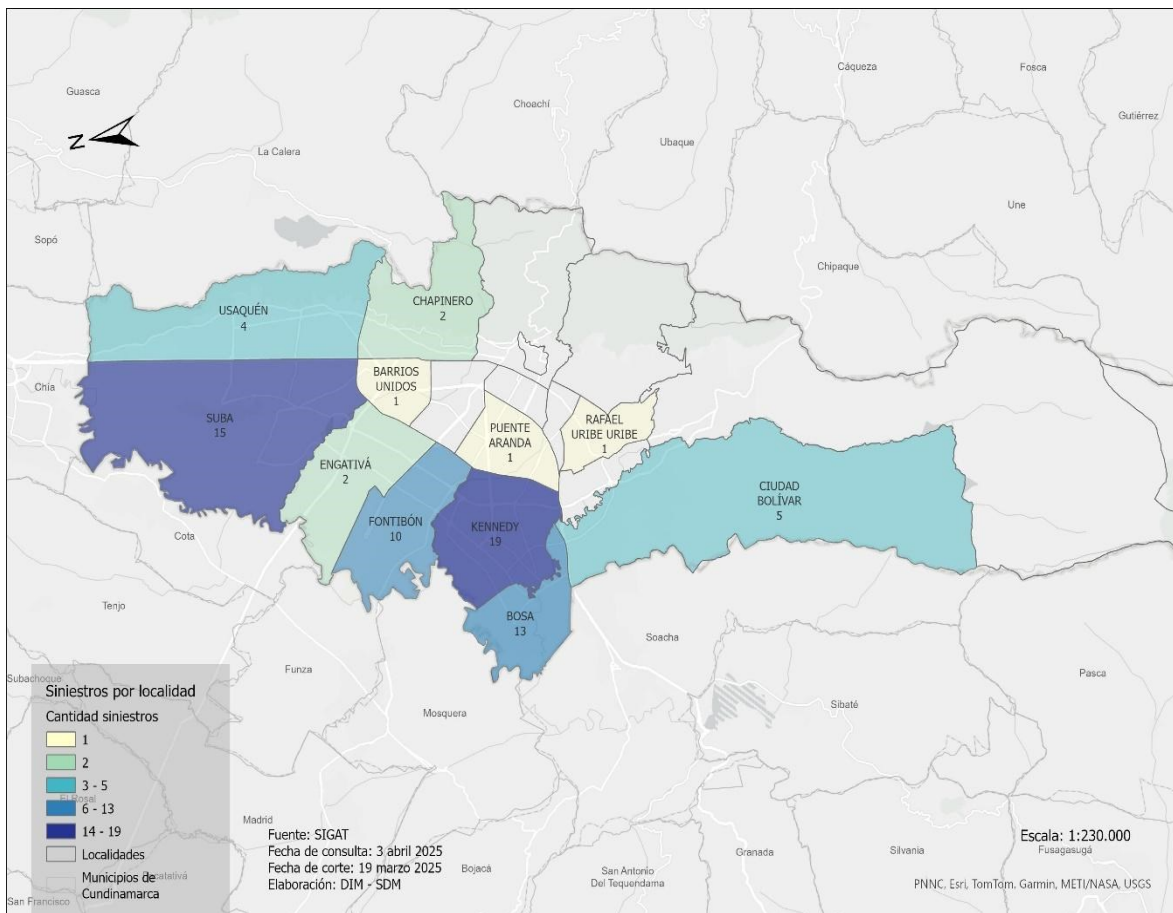 Cáqueza
Fosca
Guasca
Choachí
Gutiérrez
Ubaque
La Calera
Une
Sopó
Chipaque
USAQUÉN
4
CHAPINERO
2
Chía
BARRIOS
UNIDOS
1
SUBA
15
PUENTE
ARANDA
1
RAFAEL
URIBE URIBE
1
ENGATIVÁ
2
CIUDAD
BOLÍVAR
5
FONTIBÓN
10
KENNEDY
19
Cota
Tenjo
BOSA
13
Soacha
Funza
Pasca
Subachoque
Mosquera
Sibaté
Siniestros por localidad
Cantidad siniestros
1
2
3 - 5
6 - 13
14 - 19
Localidades
Municipios de
Cundinamarca
El Rosal
Madrid
Fuente: SIGAT
Fecha de consulta: 3 abril 2025
Fecha de corte: 19 marzo 2025
Elaboración: DIM - SDM
Bojacá
San Antonio
Del Tequendama
Granada
Silvania
Escala: 1:230.000
Fusagasugá
San Francisco
PNNC, Esri, TomTom, Garmin, METI/NASA, USGS
N